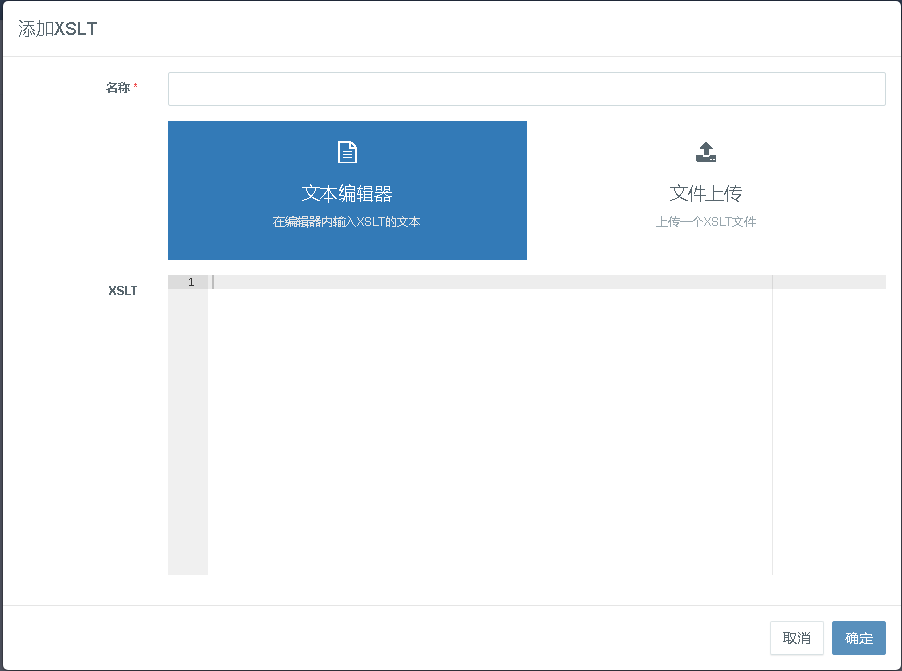 添加XSLT
名称 *
文本编辑器
在编辑器内输入XSLT的文本
文件上传
上传一个XSLT文件
XSLT
1
取消
确定